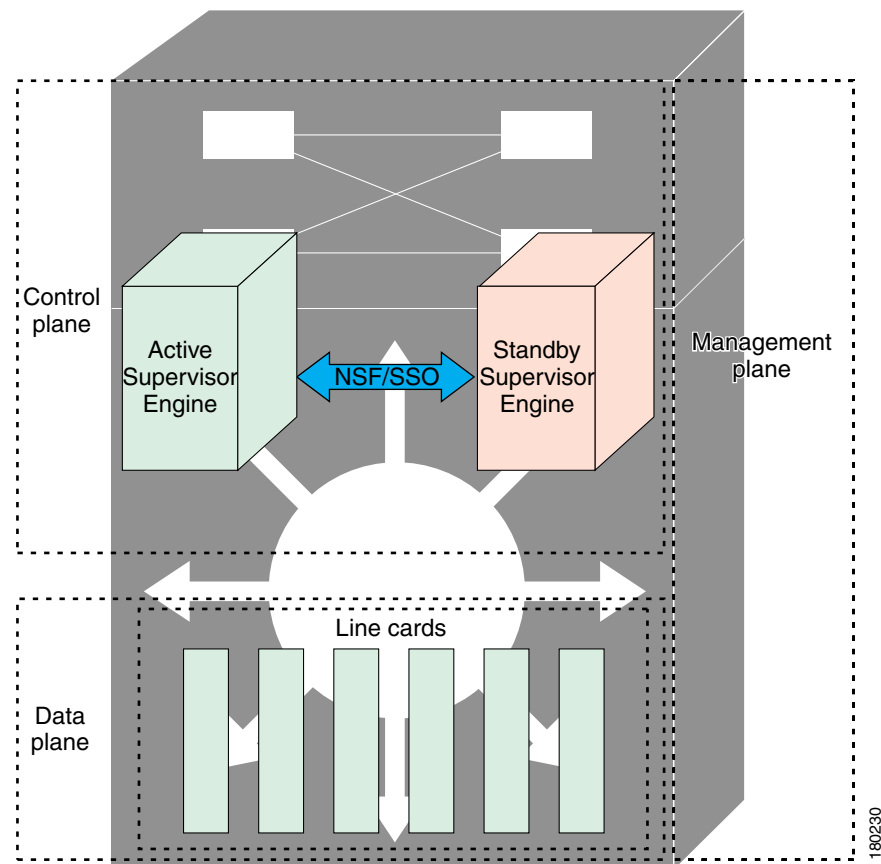 Control
plane
Active
Supervisor
Engine
NSF/SSO
Standby
Supervisor
Engine
Management
plane
Line cards
Data
plane
180230